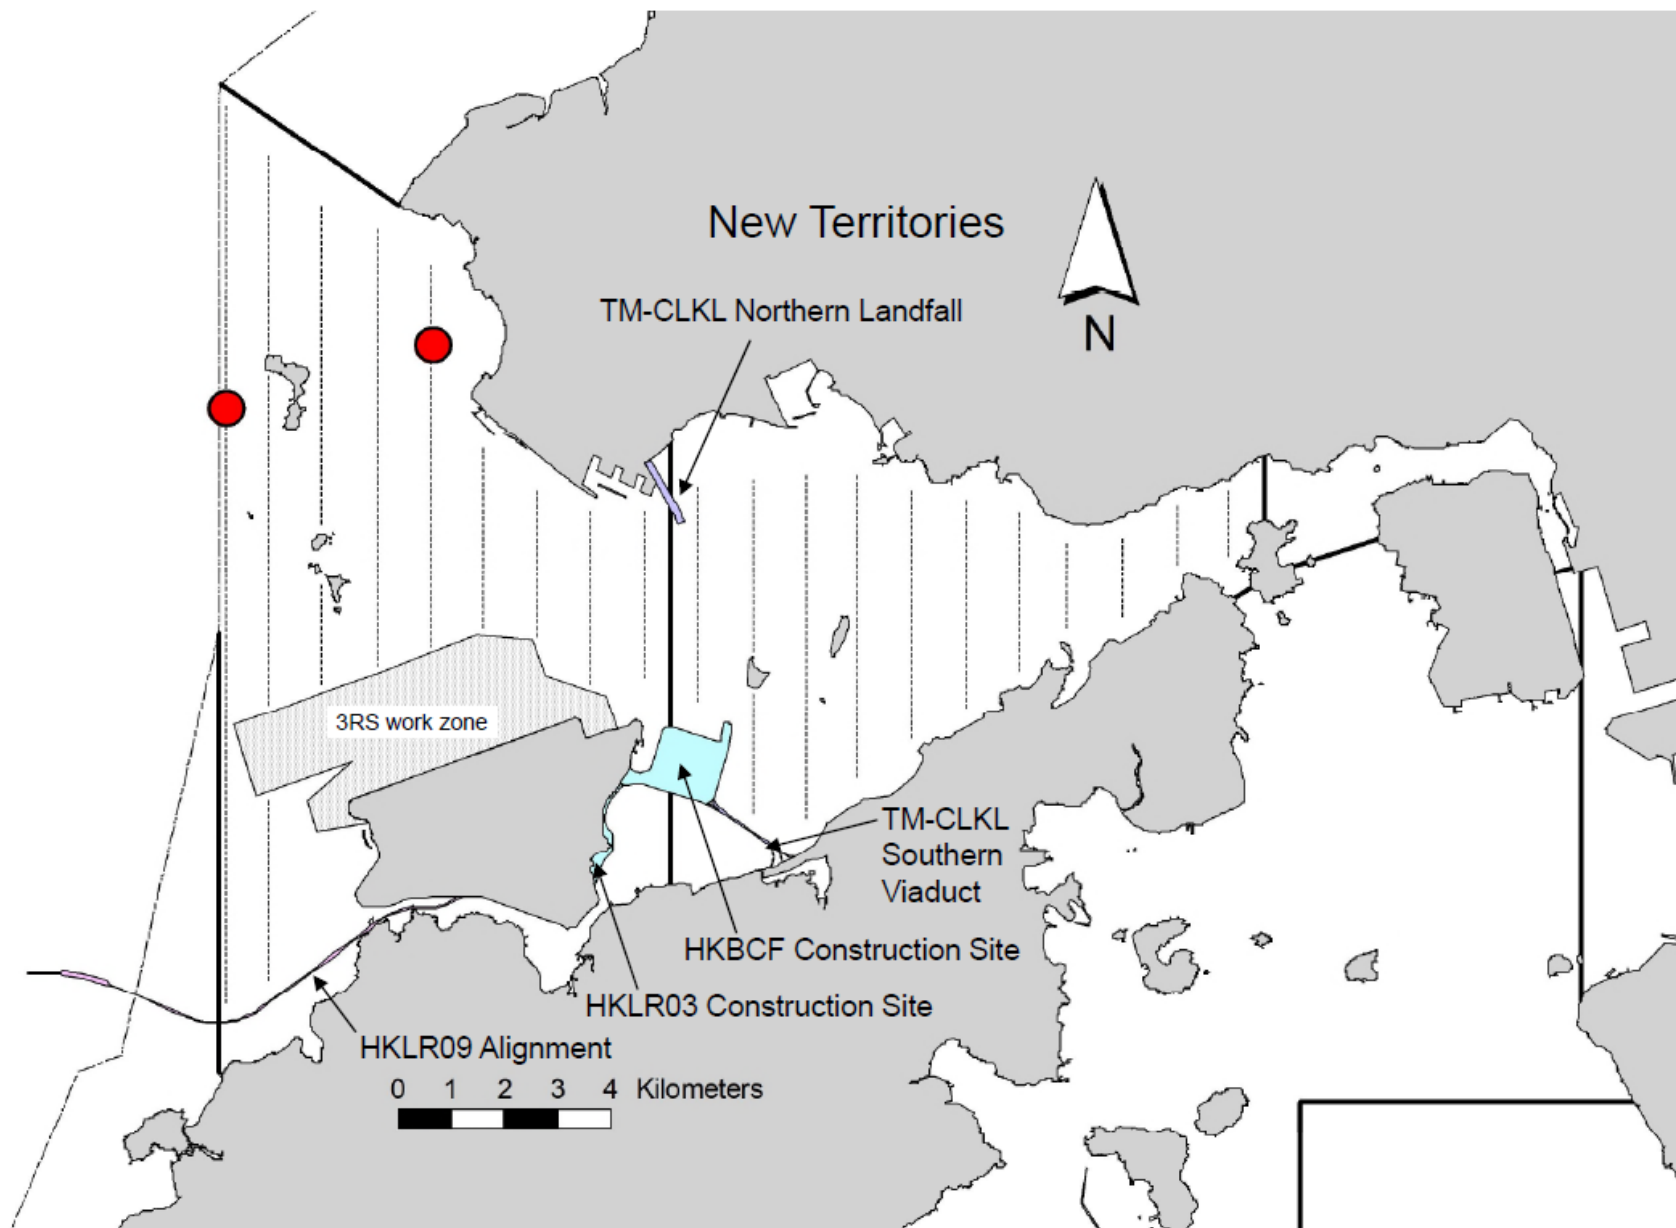 New Territories
TM-CLKL Northern Landfall
N
3RS work zone
TM-CLKL
Southern
Viaduct
HKBCF Construction Site
HKLR03 Construction Site
HKLR09 Alignment
0 1 2 3 4 Kilometers